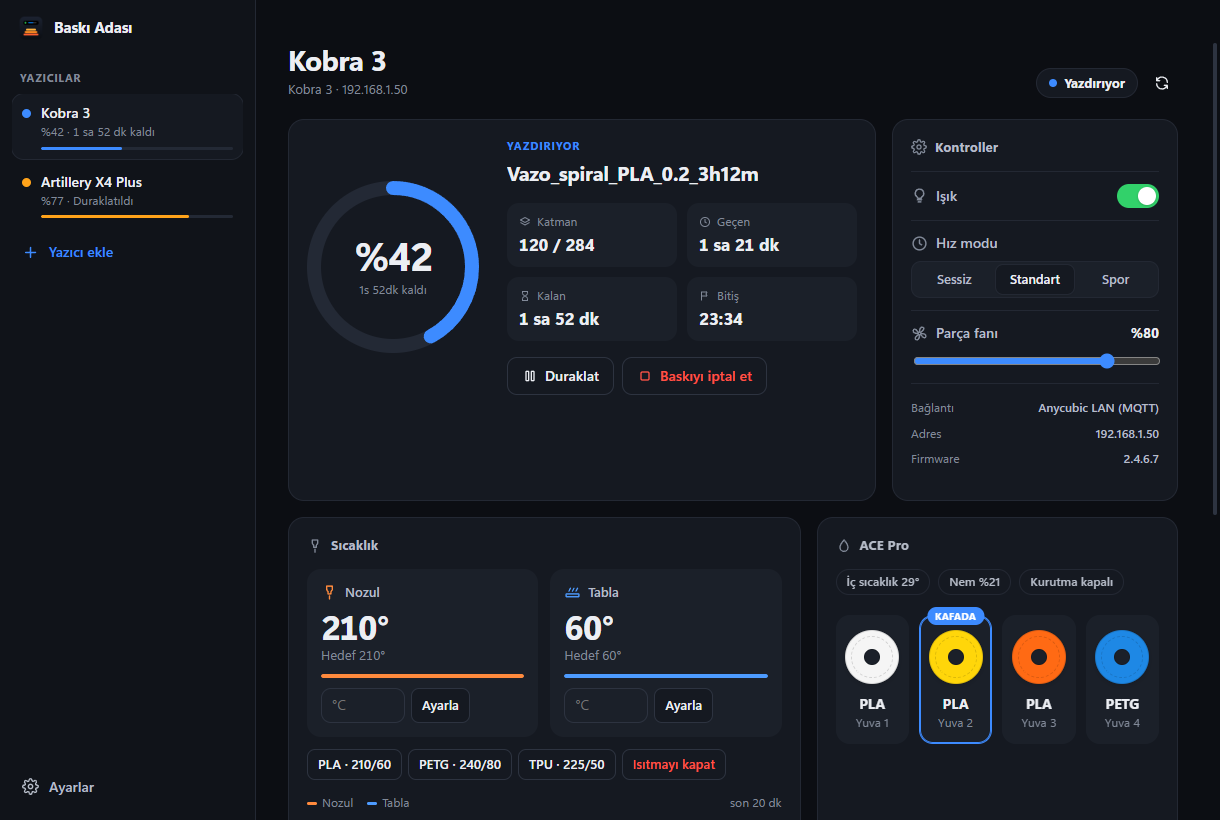 Baskı Adası
YAZICILAR
Kobra 3
%42 · 1 sa 52 dk kaldı
Artillery X4 Plus
%77 · Duraklatıldı
Yazıcı ekle
Ayarlar
Kobra 3
Kobra 3 · 192.168.1.50
Yazdırıyor
YAZDIRIYOR
Vazo_spiral_PLA_0.2_3h12m
%42
1s 52dk kaldı
Katman
120 / 284
Geçen
1 sa 21 dk
Kalan
1 sa 52 dk
Bitiş
23:34
Duraklat
Baskıyı iptal et
Kontroller
Işık
Hız modu
Sessiz Standart Spor
Parça fanı %80
Bağlantı Anycubic LAN (MQTT)
Adres 192.168.1.50
Firmware 2.4.6.7
Sıcaklık
Nozul
210°
Hedef 210°
°C Ayarla
Tabla
60°
Hedef 60°
°C Ayarla
PLA · 210/60 PETG · 240/80 TPU · 225/50 Isıtmayı kapat
Nozul Tabla son 20 dk
ACE Pro
İç sıcaklık 29° Nem %21 Kurutma kapalı
KAFADA
PLA
Yuva 1
PLA
Yuva 2
PLA
Yuva 3
PETG
Yuva 4